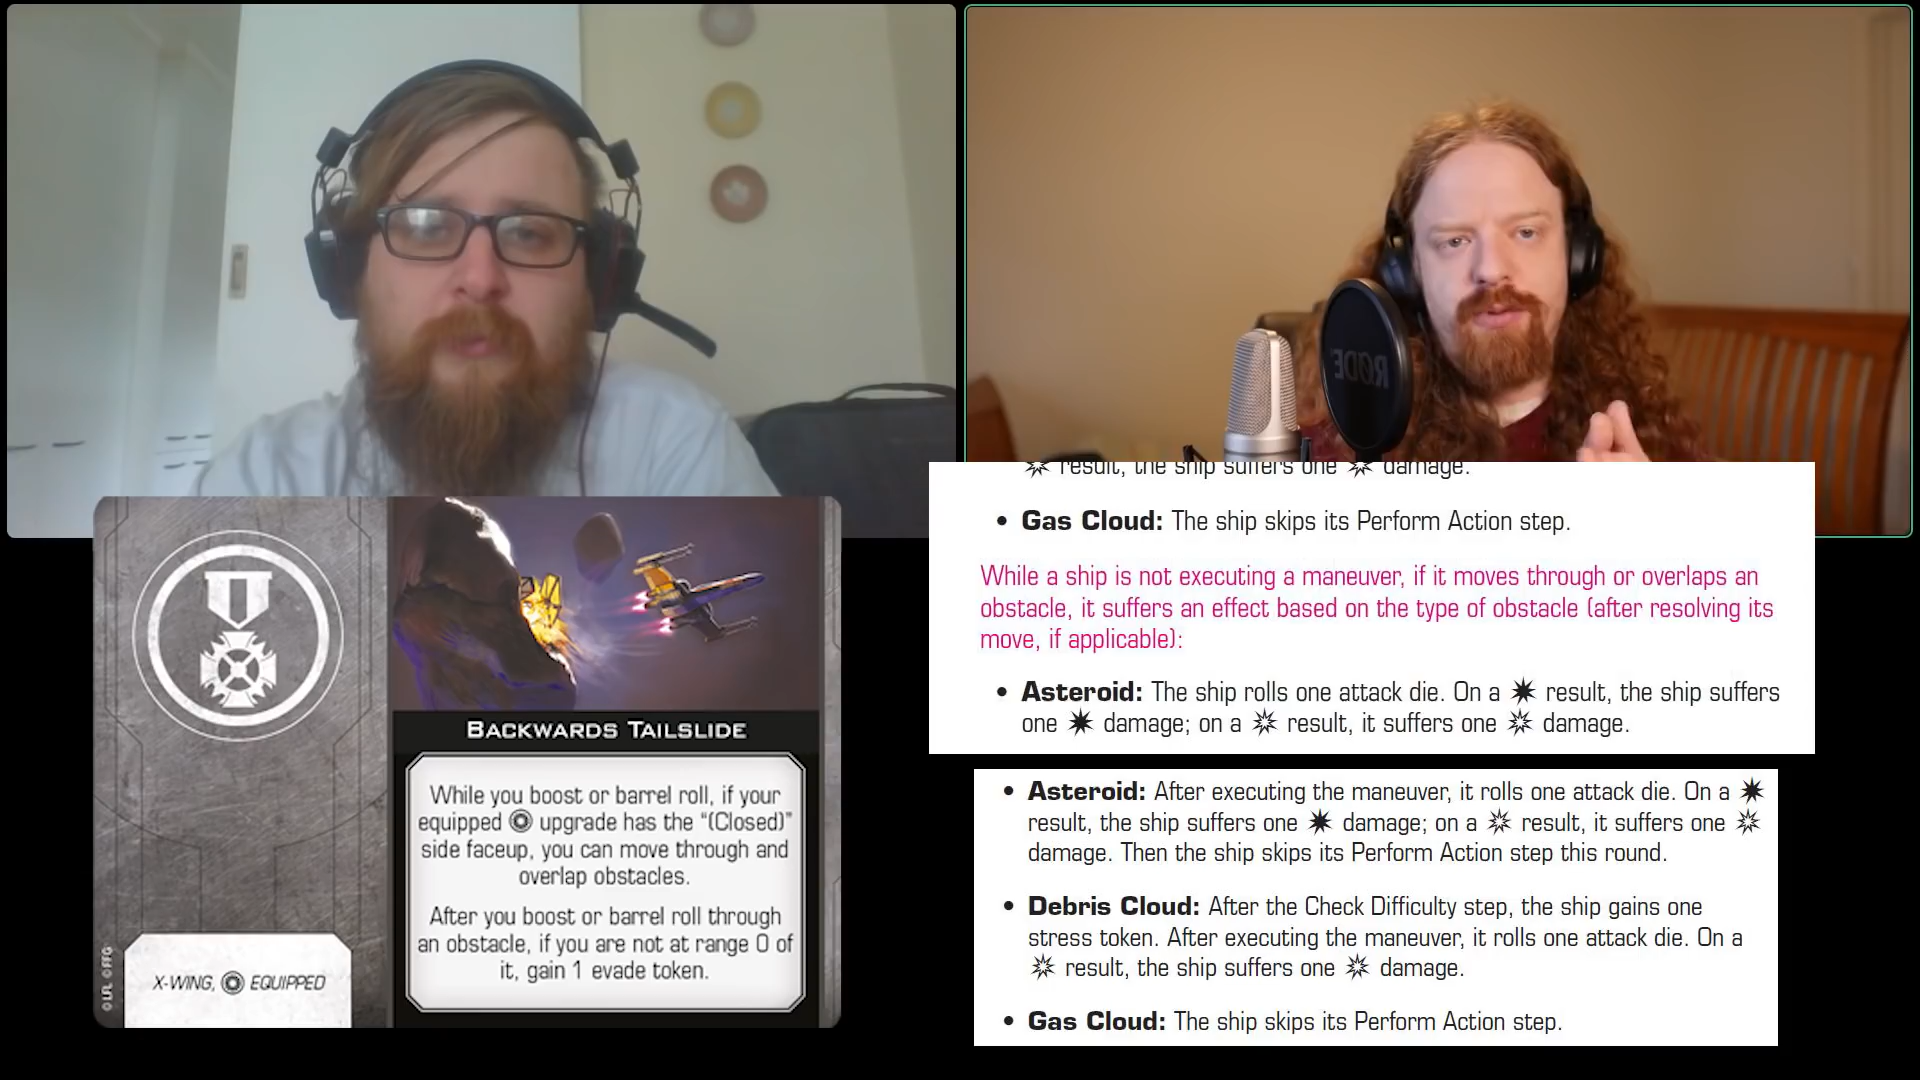 RØDE
✸ result, the ship suffers one ✸ damage.
• Gas Cloud: The ship skips its Perform Action step.
While a ship is not executing a maneuver, if it moves through or overlaps an
obstacle, it suffers an effect based on the type of obstacle (after resolving its
move, if applicable):
• Asteroid: The ship rolls one attack die. On a ✸ result, the ship suffers
one ✸ damage; on a ✸ result, it suffers one ✸ damage.
BACKWARDS TAILSLIDE
While you boost or barrel roll, if your
equipped upgrade has the “(Closed)”
side faceup, you can move through and
overlap obstacles.
After you boost or barrel roll through
an obstacle, if you are not at range 0 of
it, gain 1 evade token.
X-WING, EQUIPPED
©LFL ©FFG
• Asteroid: After executing the maneuver, it rolls one attack die. On a ✸
result, the ship suffers one ✸ damage; on a ✸ result, it suffers one ✸
damage. Then the ship skips its Perform Action step this round.
• Debris Cloud: After the Check Difficulty step, the ship gains one
stress token. After executing the maneuver, it rolls one attack die. On a
✸ result, the ship suffers one ✸ damage.
• Gas Cloud: The ship skips its Perform Action step.